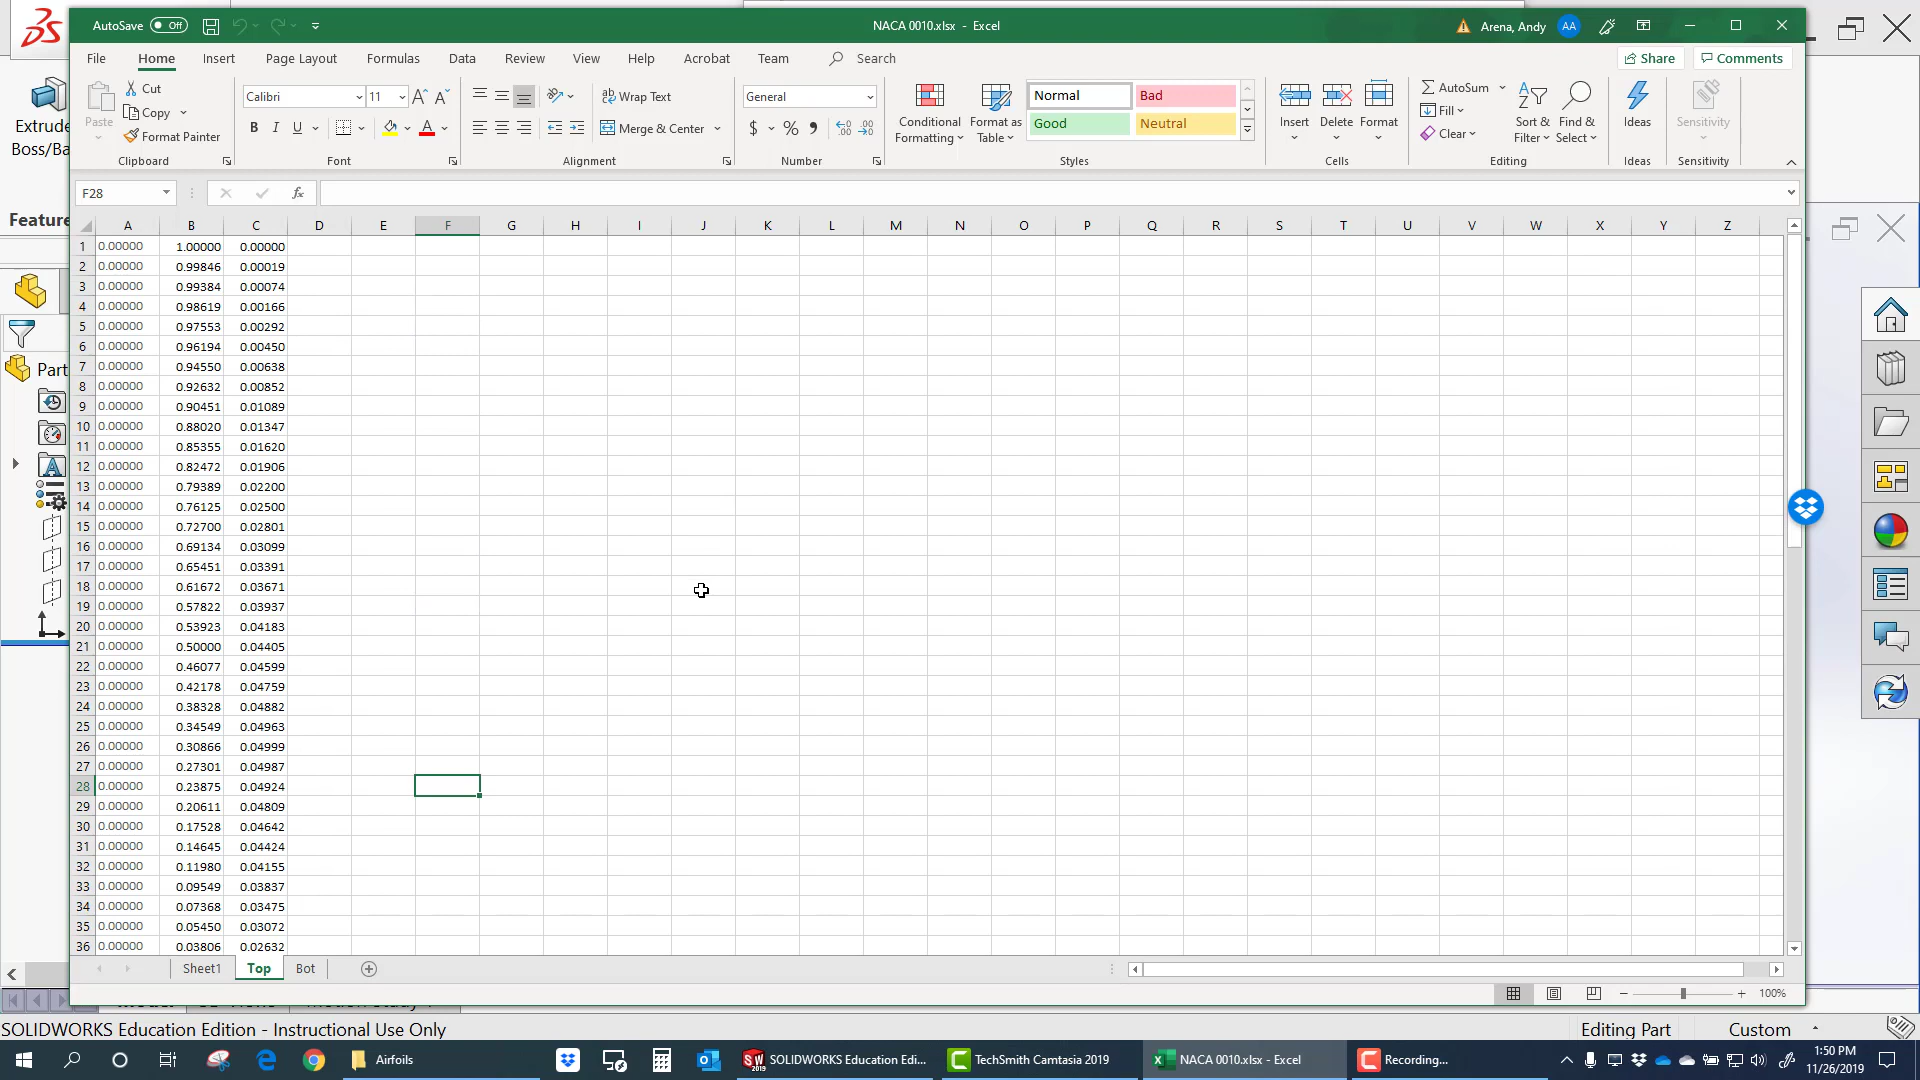 AutoSave Off
NACA 0010.xlsx - Excel
Arena, Andy AA
File Home Insert Page Layout Formulas Data Review View Help Acrobat Team Search
Share Comments
Paste
Cut
Copy
Format Painter
Clipboard
Calibri 11
B I U
Font
Wrap Text
Merge & Center
Alignment
General
$ % ,
Number
Conditional
Formatting
Format as
Table
Normal Bad
Good Neutral
Styles
Insert Delete Format
Cells
AutoSum
Fill
Clear
Sort &
Filter
Find &
Select
Editing
Ideas
Ideas
Sensitivity
Sensitivity
Extrude
Boss/Ba
Feature
Part
F28 fx
A B C D E F G H I J K L M N O P Q R S T U V W X Y Z
1 0.00000 1.00000 0.00000
2 0.00000 0.99846 0.00019
3 0.00000 0.99384 0.00074
4 0.00000 0.98619 0.00166
5 0.00000 0.97553 0.00292
6 0.00000 0.96194 0.00450
7 0.00000 0.94550 0.00638
8 0.00000 0.92632 0.00852
9 0.00000 0.90451 0.01089
10 0.00000 0.88020 0.01347
11 0.00000 0.85355 0.01620
12 0.00000 0.82472 0.01906
13 0.00000 0.79389 0.02200
14 0.00000 0.76125 0.02500
15 0.00000 0.72700 0.02801
16 0.00000 0.69134 0.03099
17 0.00000 0.65451 0.03391
18 0.00000 0.61672 0.03671
19 0.00000 0.57822 0.03937
20 0.00000 0.53923 0.04183
21 0.00000 0.50000 0.04405
22 0.00000 0.46077 0.04599
23 0.00000 0.42178 0.04759
24 0.00000 0.38328 0.04882
25 0.00000 0.34549 0.04963
26 0.00000 0.30866 0.04999
27 0.00000 0.27301 0.04987
28 0.00000 0.23875 0.04924
29 0.00000 0.20611 0.04809
30 0.00000 0.17528 0.04642
31 0.00000 0.14645 0.04424
32 0.00000 0.11980 0.04155
33 0.00000 0.09549 0.03837
34 0.00000 0.07368 0.03475
35 0.00000 0.05450 0.03072
36 0.00000 0.03806 0.02632
Sheet1 Top Bot
100%
SOLIDWORKS Education Edition - Instructional Use Only
Editing Part Custom
Airfoils
SOLIDWORKS Education Edi...
TechSmith Camtasia 2019
NACA 0010.xlsx - Excel
Recording...
1:50 PM
11/26/2019